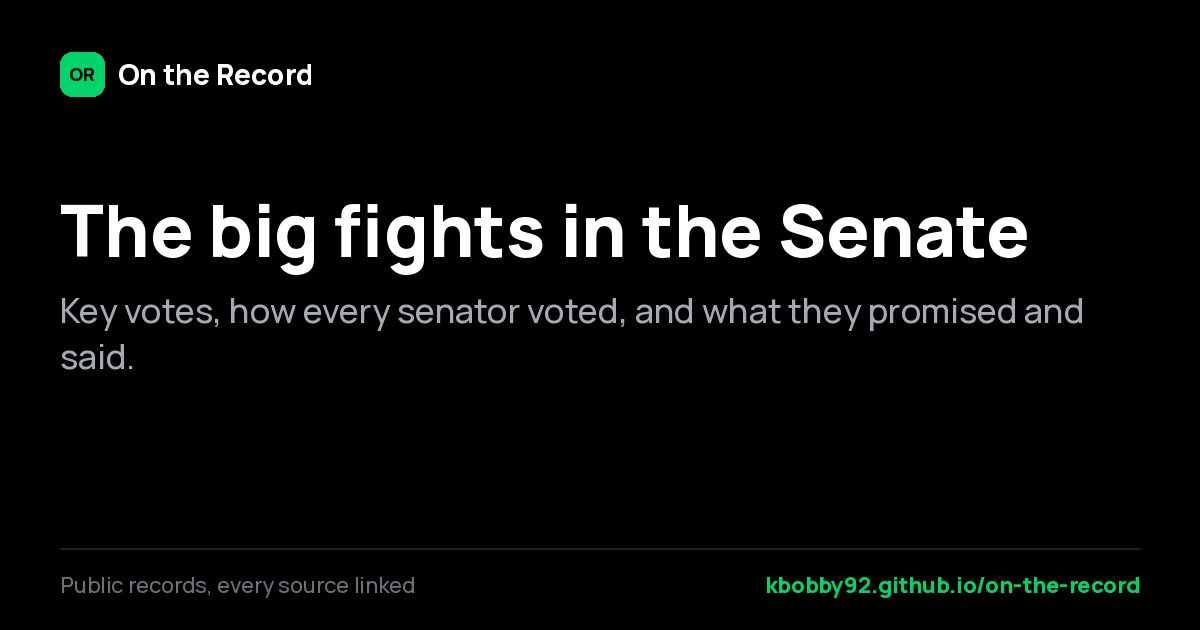 OR On the Record
The big fights in the Senate
Key votes, how every senator voted, and what they promised and
said.
Public records, every source linked
kbobby92.github.io/on-the-record